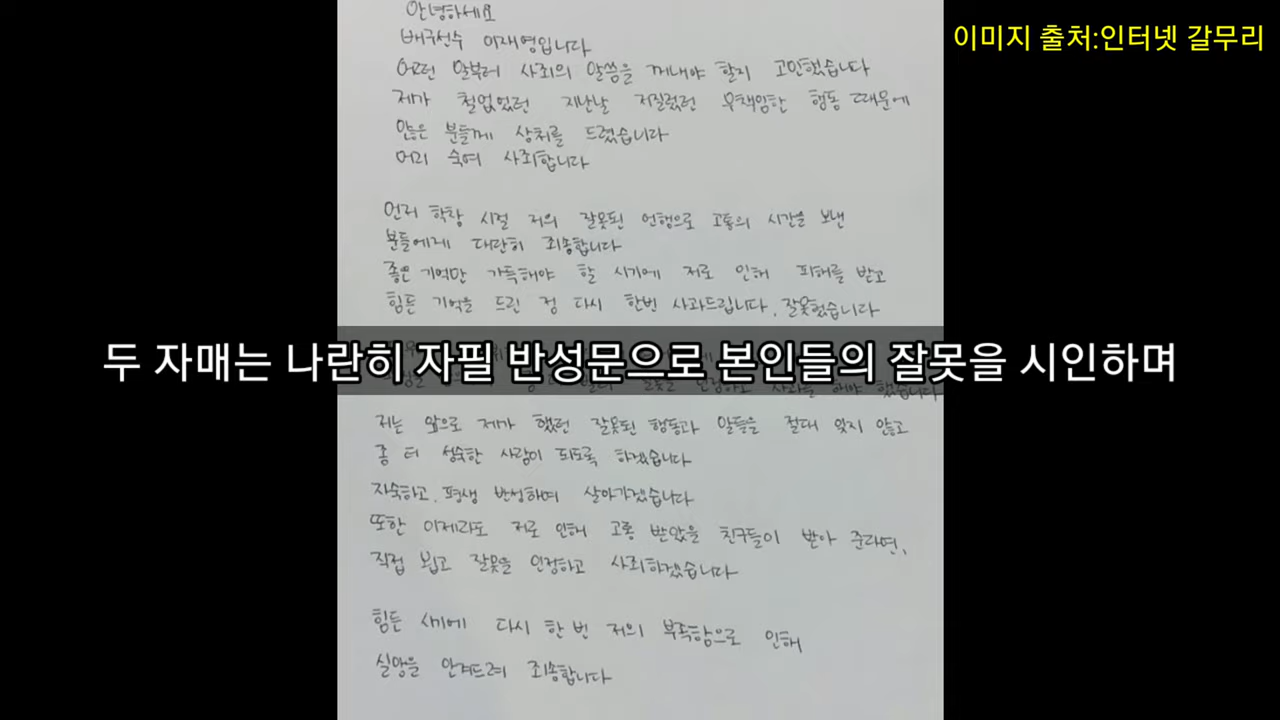 이미지 출처:인터넷 갈무리
안녕하세요
배구선수 이재영입니다
어떤 말부터 사죄의 말씀을 꺼내야 할지 고민했습니다
제가 철없었던 지난날 저질렀던 무책임한 행동 때문에
많은 분들께 상처를 드렸습니다
머리 숙여 사죄합니다
먼저 학창 시절 저의 잘못된 언행으로 고통의 시간을 보낸
분들에게 대단히 죄송합니다
좋은 기억만 가득해야 할 시기에 저로 인해 피해를 받고
힘든 기억을 드린 점 다시 한번 사과드립니다. 잘못했습니다
두 자매는 나란히 자필 반성문으로 본인들의 잘못을 시인하며
했습니다
저는 앞으로 제가 했던 잘못된 행동과 말들을 절대 잊지 않고
좀 더 성숙한 사람이 되도록 하겠습니다
자숙하고, 평생 반성하며 살아가겠습니다
또한 이제라도 저로 인해 고통 받았을 친구들이 받아 준다면,
직접 뵙고 잘못을 인정하고 사죄하겠습니다
힘든 시기에 다시 한 번 저의 부족함으로 인해
실망을 안겨드려 죄송합니다